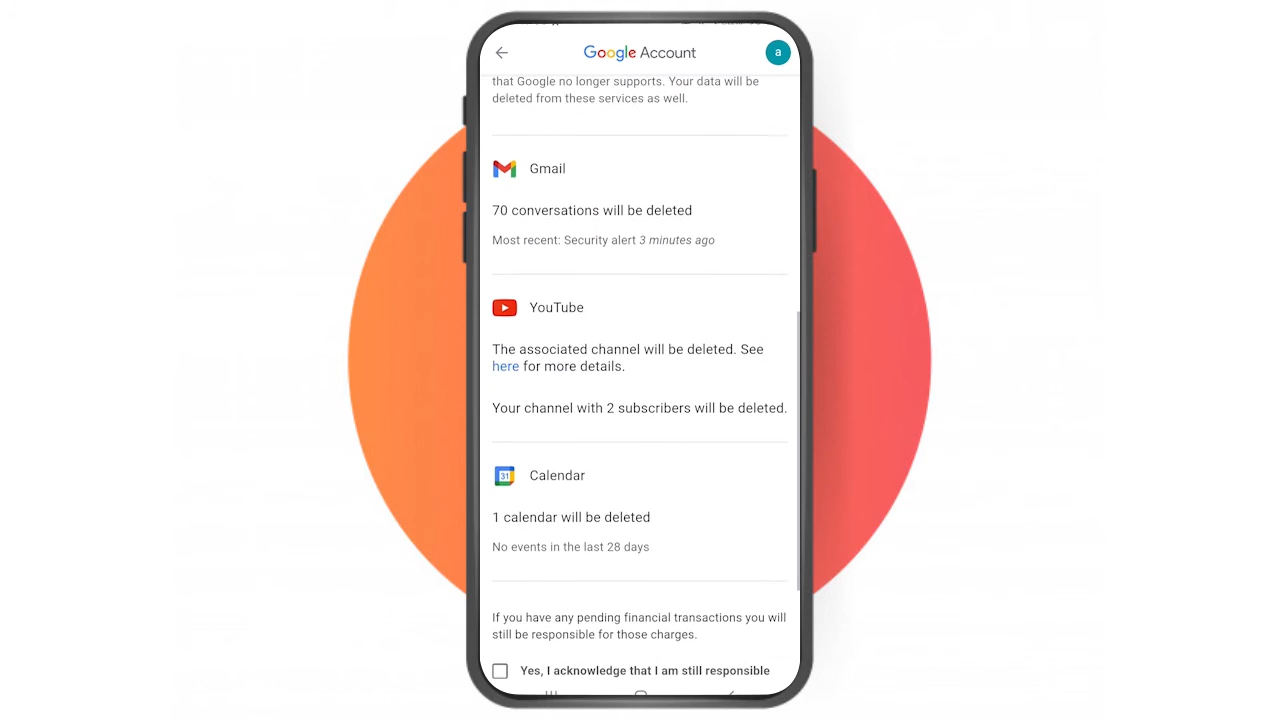 Google Account
a
that Google no longer supports. Your data will be
deleted from these services as well.
Gmail
70 conversations will be deleted
Most recent: Security alert 3 minutes ago
YouTube
The associated channel will be deleted. See
here for more details.
Your channel with 2 subscribers will be deleted.
31
Calendar
1 calendar will be deleted
No events in the last 28 days
If you have any pending financial transactions you will
still be responsible for those charges.
Yes, I acknowledge that I am still responsible